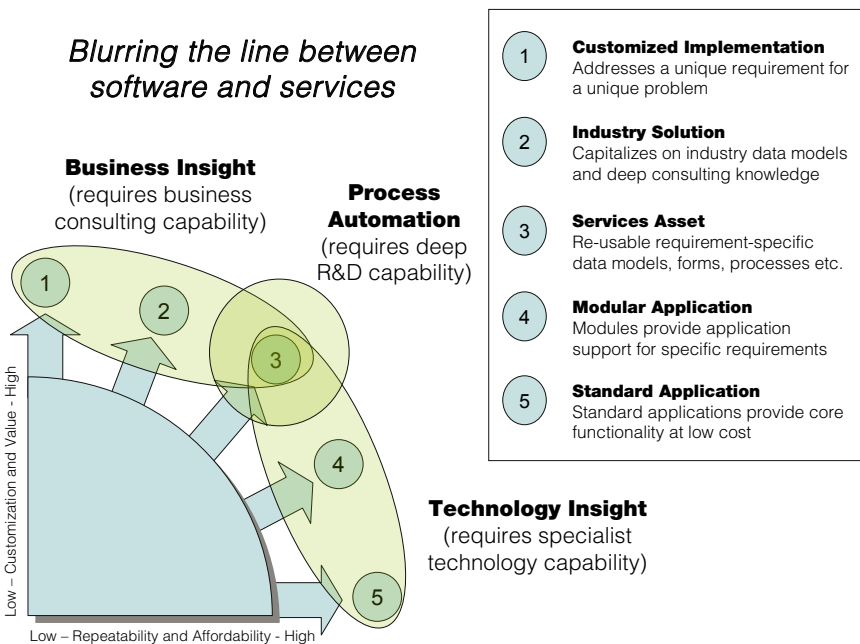 Blurring the line between
software and services
Business Insight
(requires business
consulting capability)
Process
Automation
(requires deep
R&D capability)
1
2
3
4
5
Technology Insight
(requires specialist
technology capability)
Low – Customization and Value - High
Low – Repeatability and Affordability - High
1
Customized Implementation
Addresses a unique requirement for
a unique problem
2
Industry Solution
Capitalizes on industry data models
and deep consulting knowledge
3
Services Asset
Re-usable requirement-specific
data models, forms, processes etc.
4
Modular Application
Modules provide application
support for specific requirements
5
Standard Application
Standard applications provide core
functionality at low cost